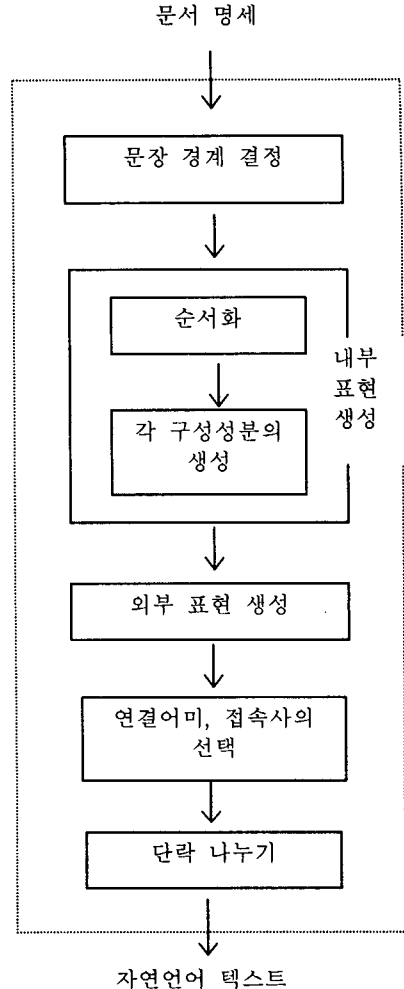 문서 명세
문장 경계 결정
순서화
내부
표현
생성
각 구성성분의
생성
외부 표현 생성
연결어미, 접속사의
선택
단락 나누기
자연언어 텍스트